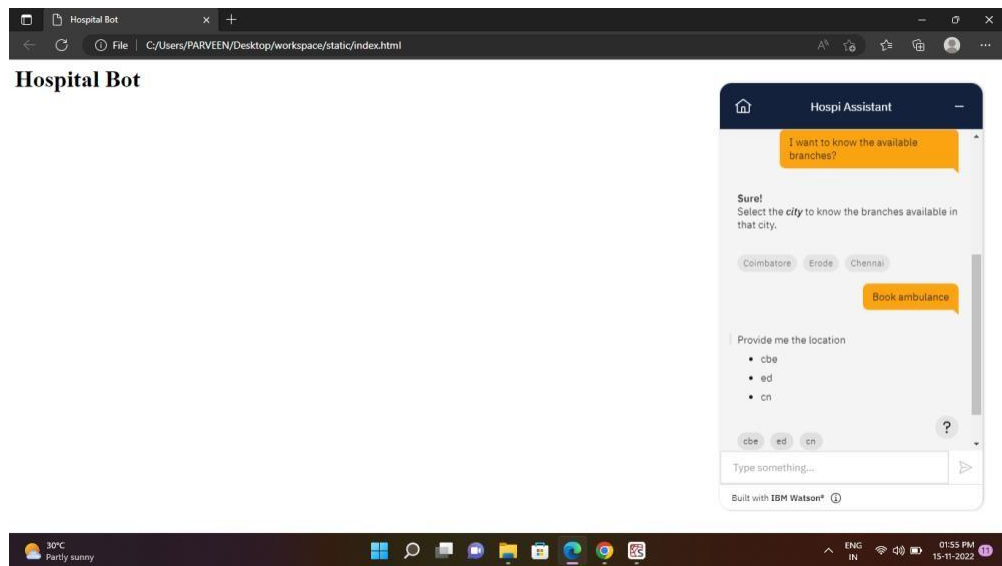 Hospital Bot
File C:/Users/PARVEEN/Desktop/workspace/static/index.html
Hospital Bot
Hospi Assistant
I want to know the available
branches?
Sure!
Select the city to know the branches available in
that city.
Coimbatore Erode Chennai
Book ambulance
Provide me the location
• cbe
• ed
• cn
?
cbe ed cn
Type something...
Built with IBM Watson®
30°C
Partly sunny
ENG
IN
01:55 PM
15-11-2022
11